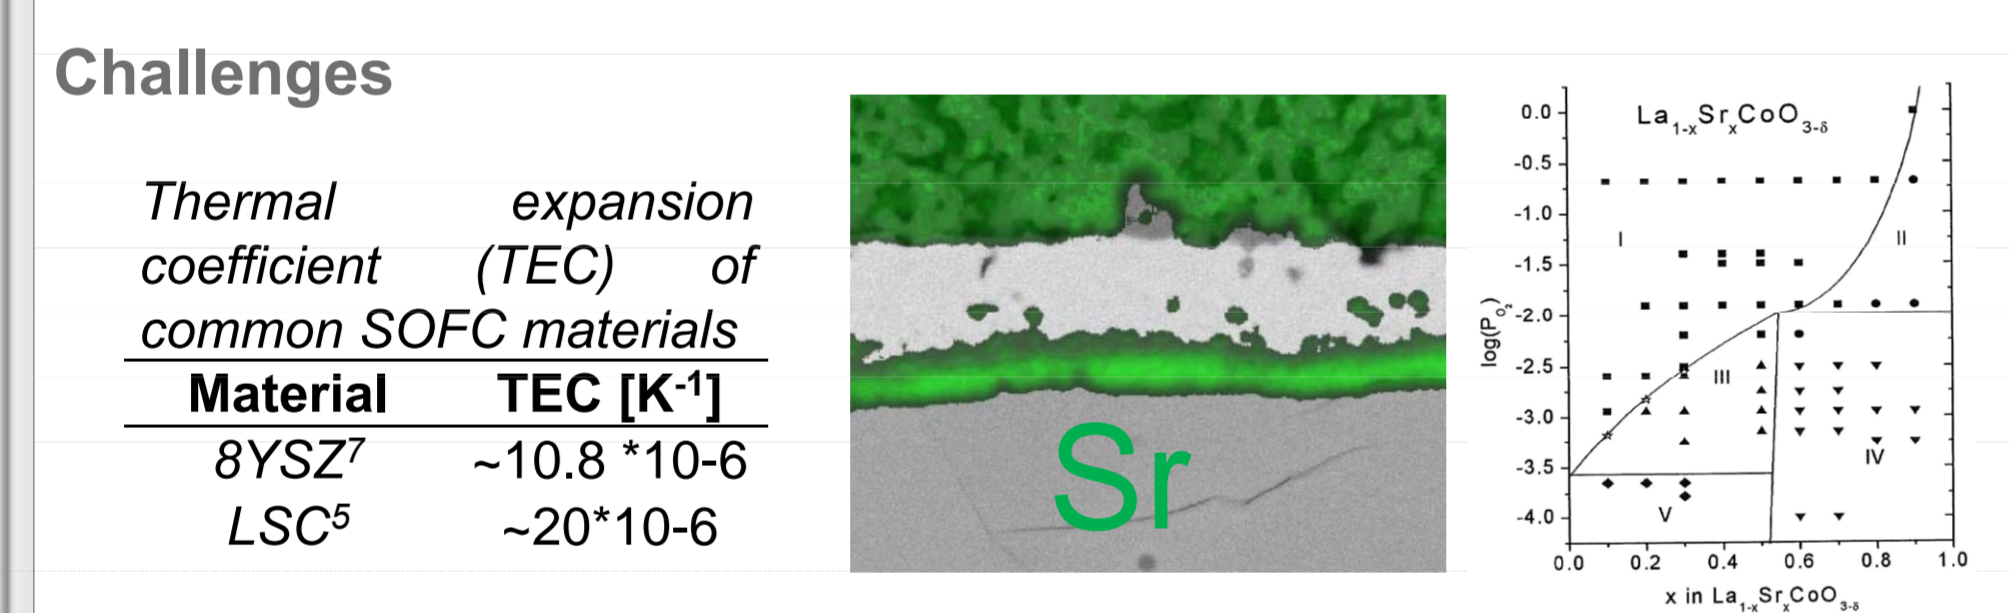 Challenges
Thermal expansion
coefficient (TEC) of
common SOFC materials
Material TEC [K-1]
8YSZ7 ~10.8 *10-6
LSC5 ~20*10-6
Sr
La1-xSrxCoO3-δ
log(PO2)
0.0
-0.5
-1.0
-1.5
-2.0
-2.5
-3.0
-3.5
-4.0
I
II
III
IV
V
0.0 0.2 0.4 0.6 0.8 1.0
x in La1-xSrxCoO3-δ